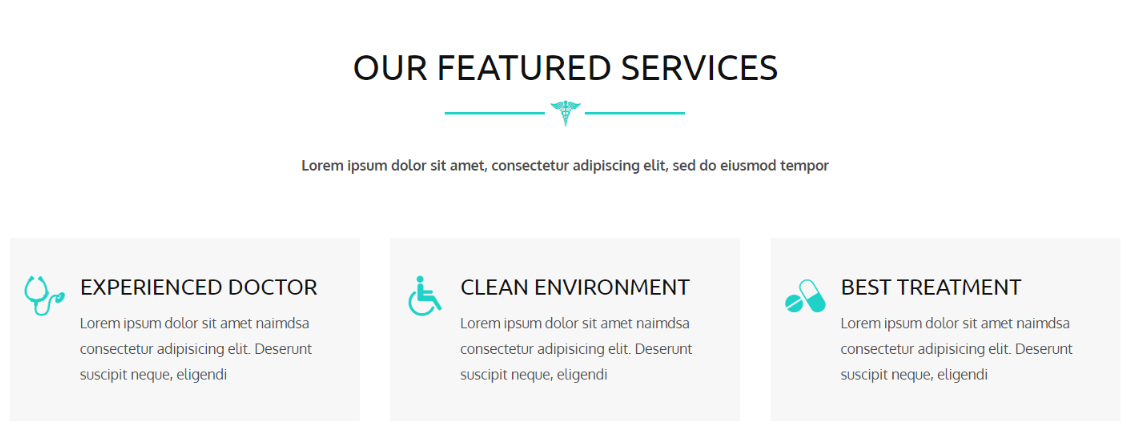 OUR FEATURED SERVICES
Lorem ipsum dolor sit amet, consectetur adipiscing elit, sed do eiusmod tempor
EXPERIENCED DOCTOR
Lorem ipsum dolor sit amet naimdsa
consectetur adipisicing elit. Deserunt
suscipit neque, eligendi
CLEAN ENVIRONMENT
Lorem ipsum dolor sit amet naimdsa
consectetur adipisicing elit. Deserunt
suscipit neque, eligendi
BEST TREATMENT
Lorem ipsum dolor sit amet naimdsa
consectetur adipisicing elit. Deserunt
suscipit neque, eligendi